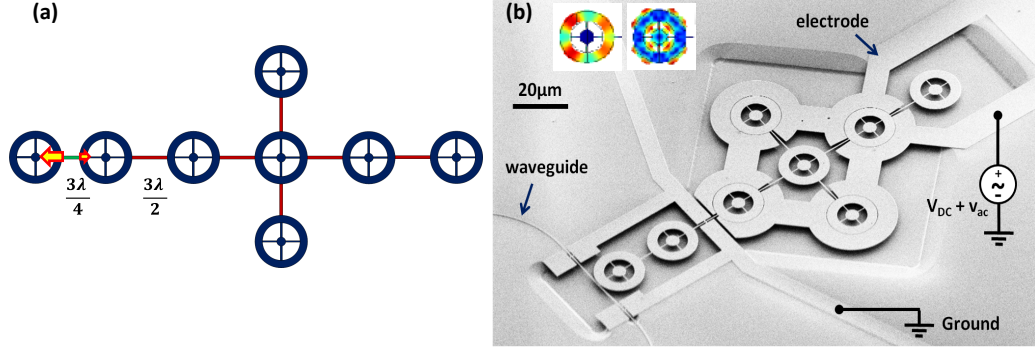 (a)
3λ
4
3λ
2
(b)
electrode
20μm
waveguide
+
~
-
V_DC + v_ac
Ground